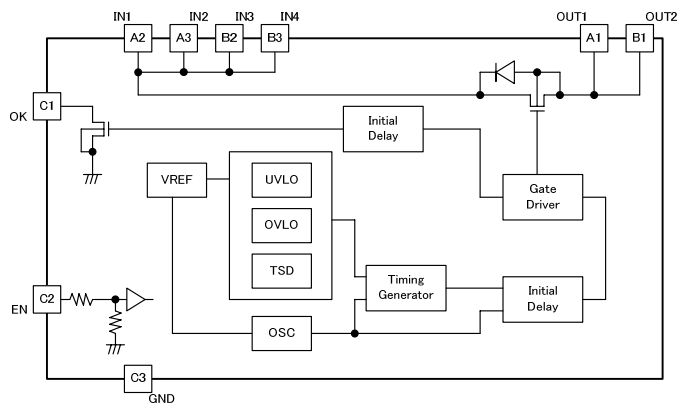 IN1 IN2 IN3 IN4 OUT1 OUT2
A2 A3 B2 B3 A1 B1
C1
OK
Initial
Delay
VREF
UVLO
OVLO
TSD
Gate
Driver
C2
EN
Timing
Generator
Initial
Delay
OSC
C3
GND